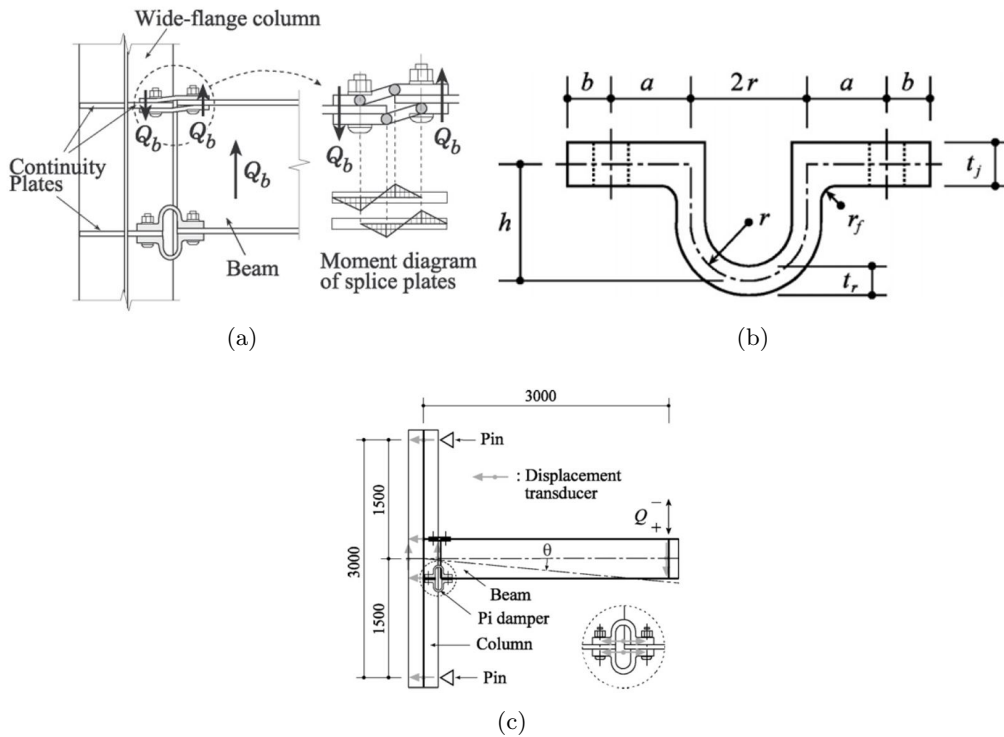 Wide-flange column
Q_b
Q_b
Q_b
Continuity
Plates
Beam
Q_b
Q_b
Moment diagram
of splice plates
(a)
b
a
2r
a
b
t_j
h
r
r_f
t_r
(b)
3000
Pin
: Displacement
transducer
1500
3000
1500
Q
−
+
θ
Beam
Pi damper
Column
Pin
(c)